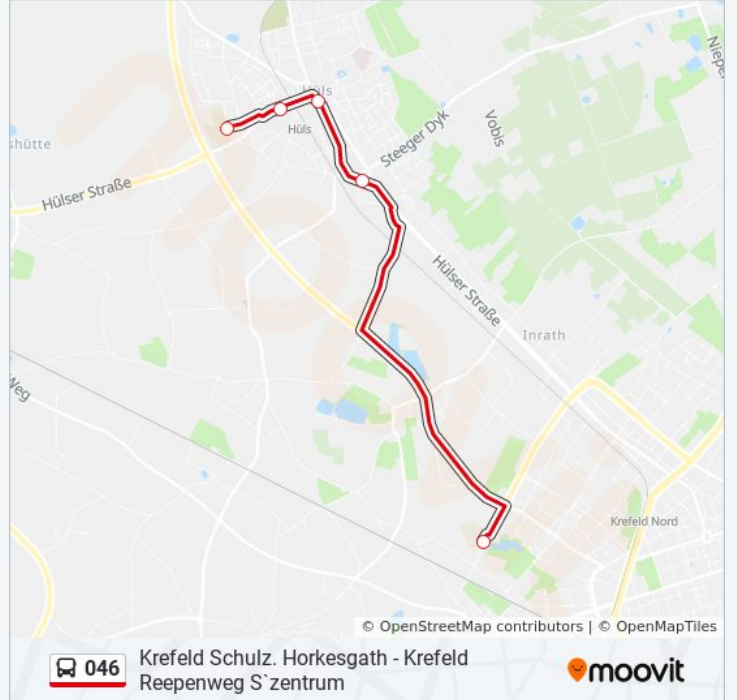 Hüls
Hüls
Steeger Dyk
Vobis
shütte
Hülser Straße
Hülser Straße
Inrath
Weg
Krefeld Nord
© OpenStreetMap contributors | © OpenMapTiles
046
Krefeld Schulz. Horkesgath - Krefeld
Reepenweg S`zentrum
moovit